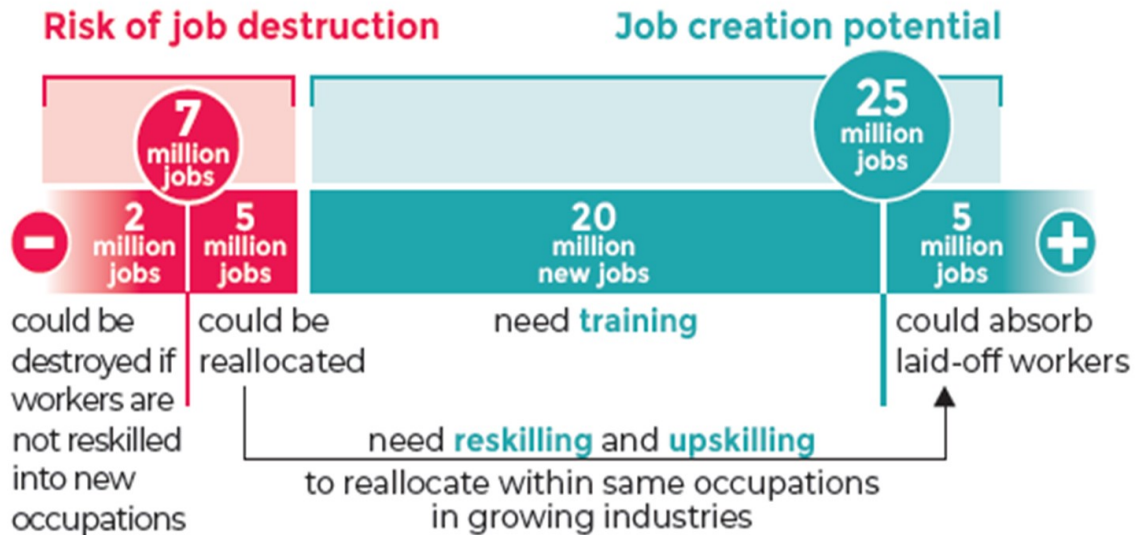 Risk of job destruction
Job creation potential
7
million
jobs
25
million
jobs
2
million
jobs
5
million
jobs
20
million
new jobs
5
million
jobs
could be
destroyed if
workers are
not reskilled
into new
occupations
could be
reallocated
need training
could absorb
laid-off workers
need reskilling and upskilling
to reallocate within same occupations
in growing industries